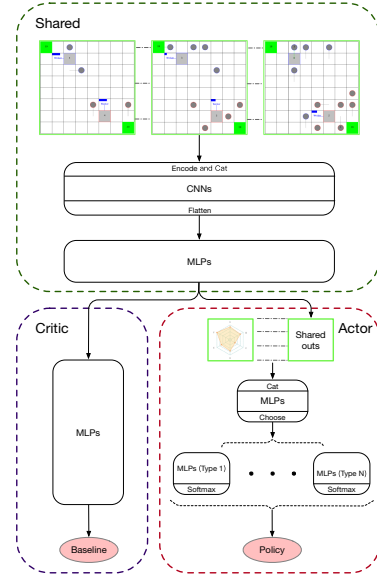 Shared
Encode and Cat
CNNs
Flatten
MLPs
Critic
MLPs
Baseline
Actor
Shared
outs
Cat
MLPs
Choose
MLPs (Type 1)
Softmax
MLPs (Type N)
Softmax
Policy